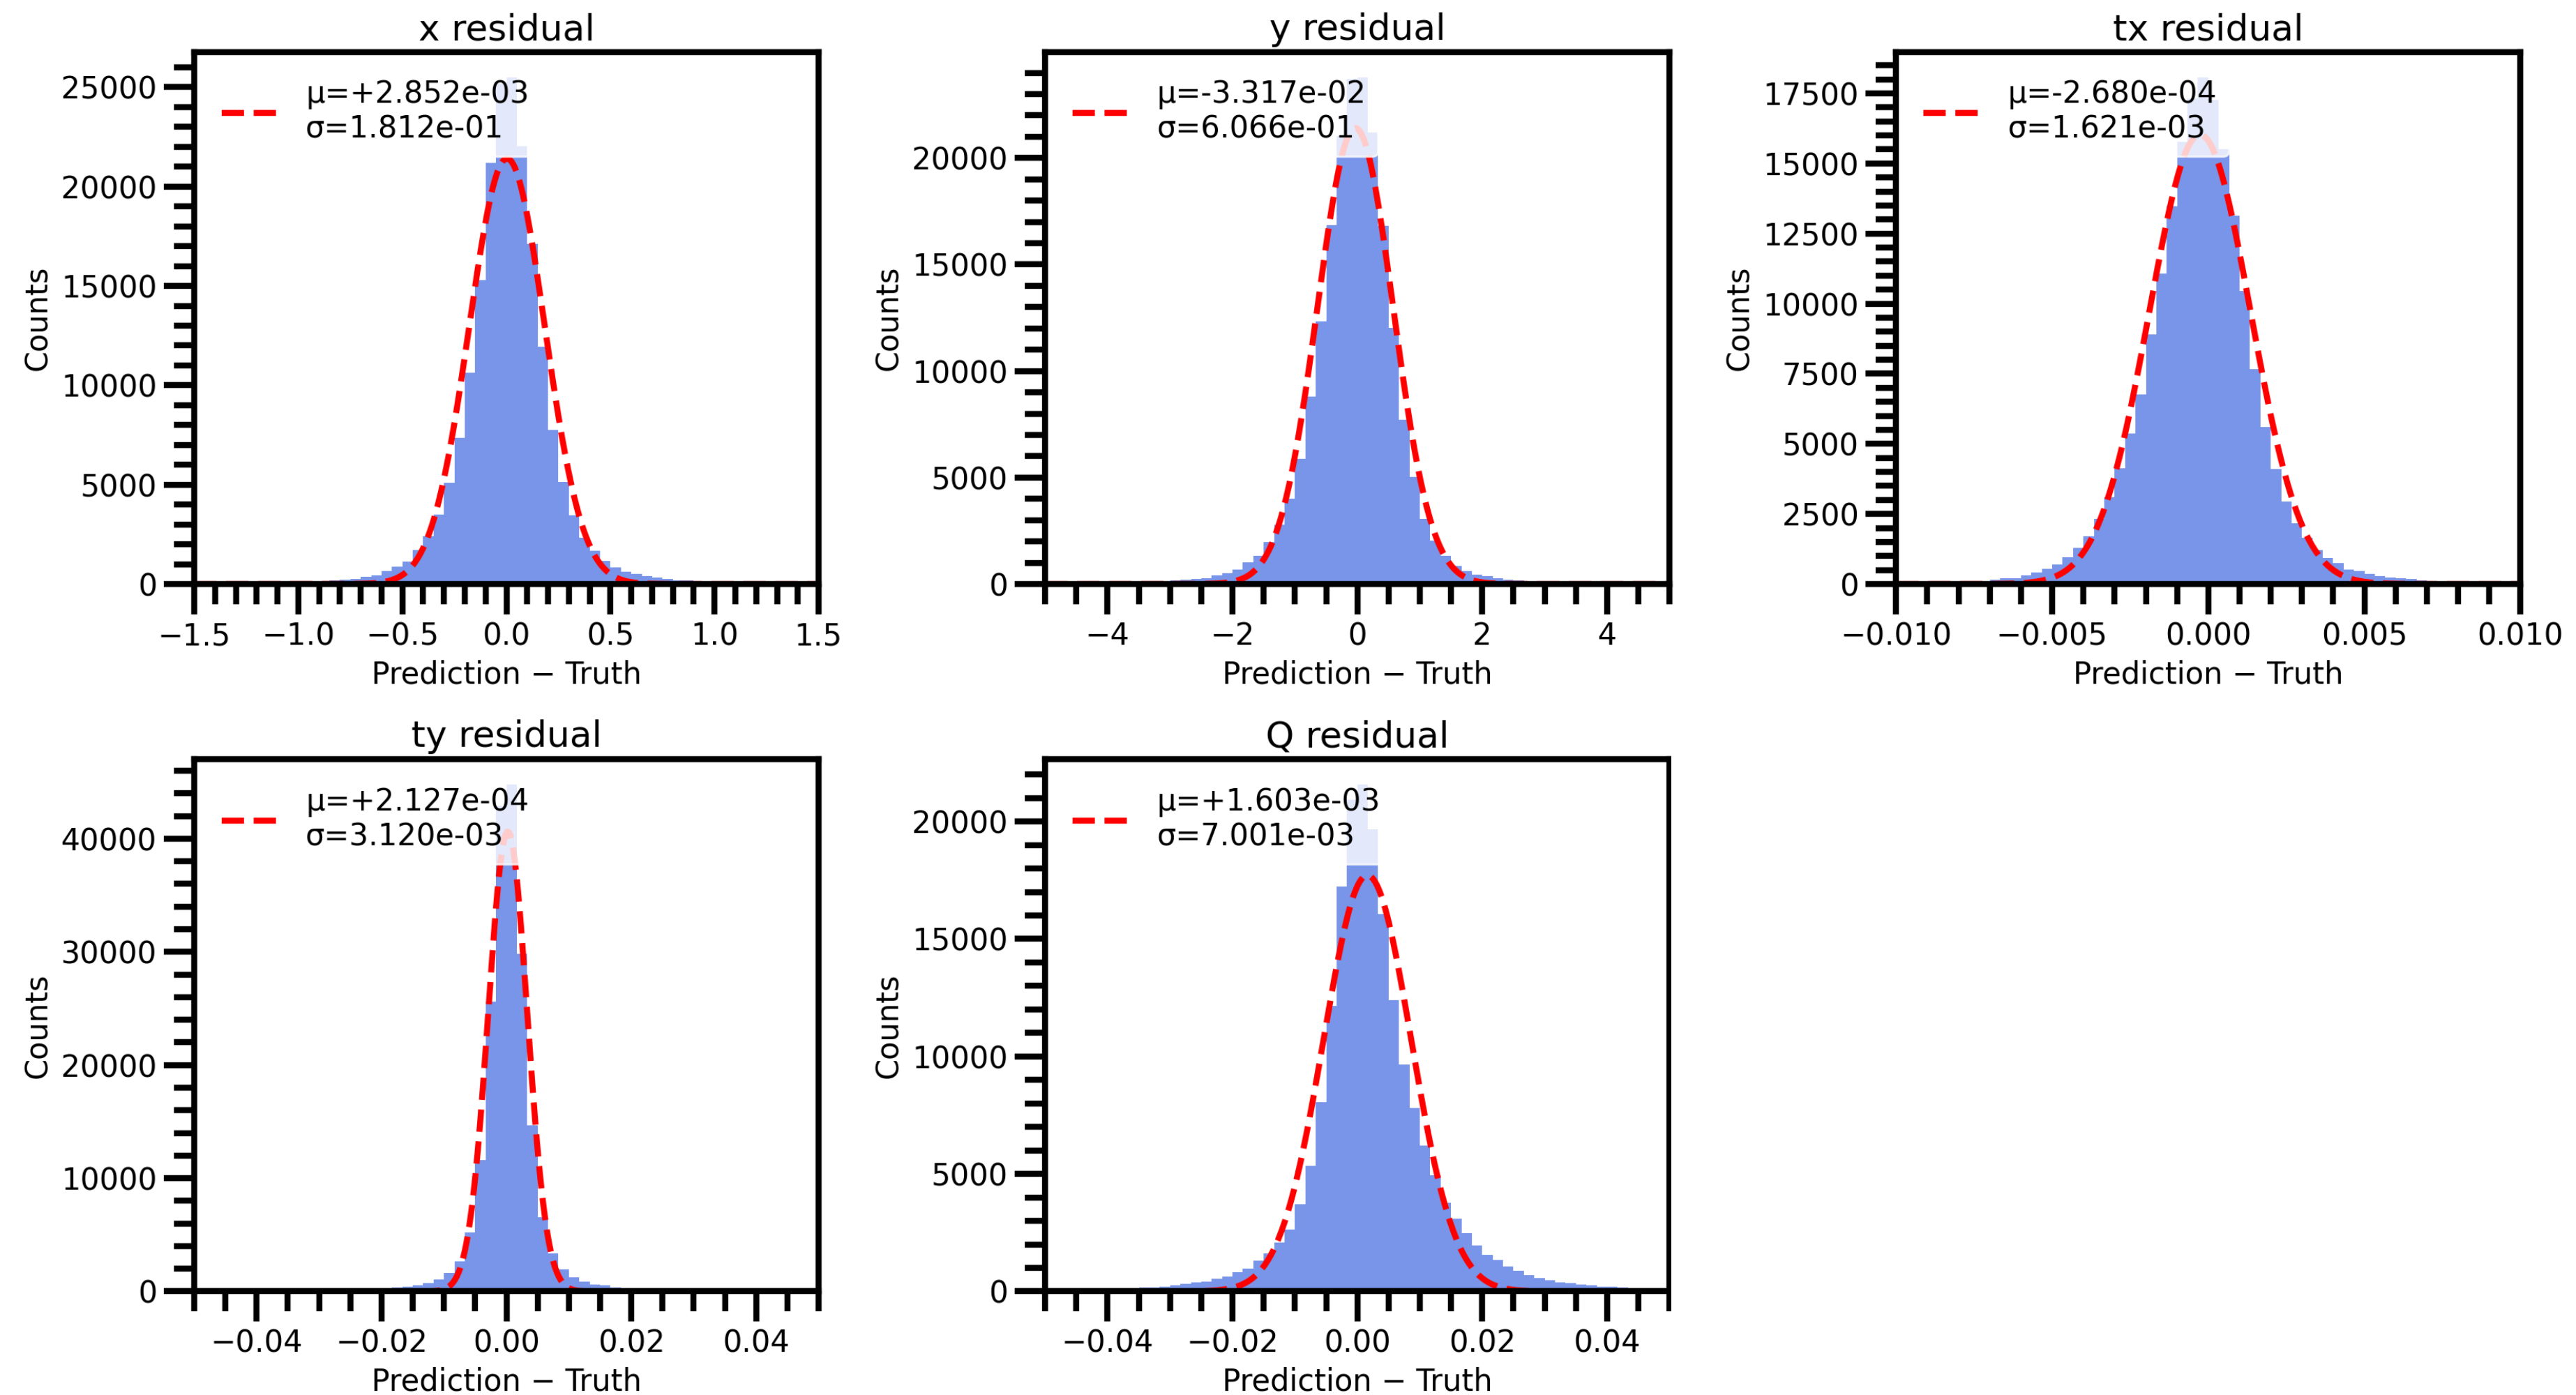 x residual
μ=+2.852e-03
σ=1.812e-01
25000
20000
15000
10000
5000
0
Counts
−1.5 −1.0 −0.5 0.0 0.5 1.0 1.5
Prediction − Truth
y residual
μ=-3.317e-02
σ=6.066e-01
20000
15000
10000
5000
0
Counts
−4 −2 0 2 4
Prediction − Truth
tx residual
μ=-2.680e-04
σ=1.621e-03
17500
15000
12500
10000
7500
5000
2500
0
Counts
−0.010 −0.005 0.000 0.005 0.010
Prediction − Truth
ty residual
μ=+2.127e-04
σ=3.120e-03
40000
30000
20000
10000
0
Counts
−0.04 −0.02 0.00 0.02 0.04
Prediction − Truth
Q residual
μ=+1.603e-03
σ=7.001e-03
20000
15000
10000
5000
0
Counts
−0.04 −0.02 0.00 0.02 0.04
Prediction − Truth